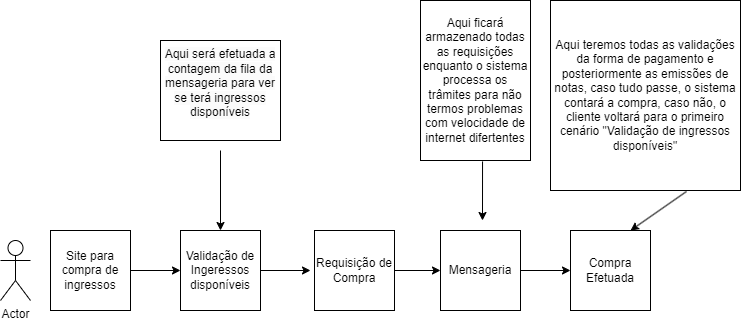 Aqui será efetuada a
contagem da fila da
mensageria para ver
se terá ingressos
disponíveis
Aqui ficará
armazenado todas
as requisições
enquanto o sistema
processa os
trâmites para não
termos problemas
com velocidade de
internet difertentes
Aqui teremos todas as validações
da forma de pagamento e
posteriormente as emissões de
notas, caso tudo passe, o sistema
contará a compra, caso não, o
cliente voltará para o primeiro
cenário "Validação de ingressos
disponíveis"
Actor
Site para
compra de
ingressos
Validação de
Ingeressos
disponíveis
Requisição de
Compra
Mensageria
Compra
Efetuada